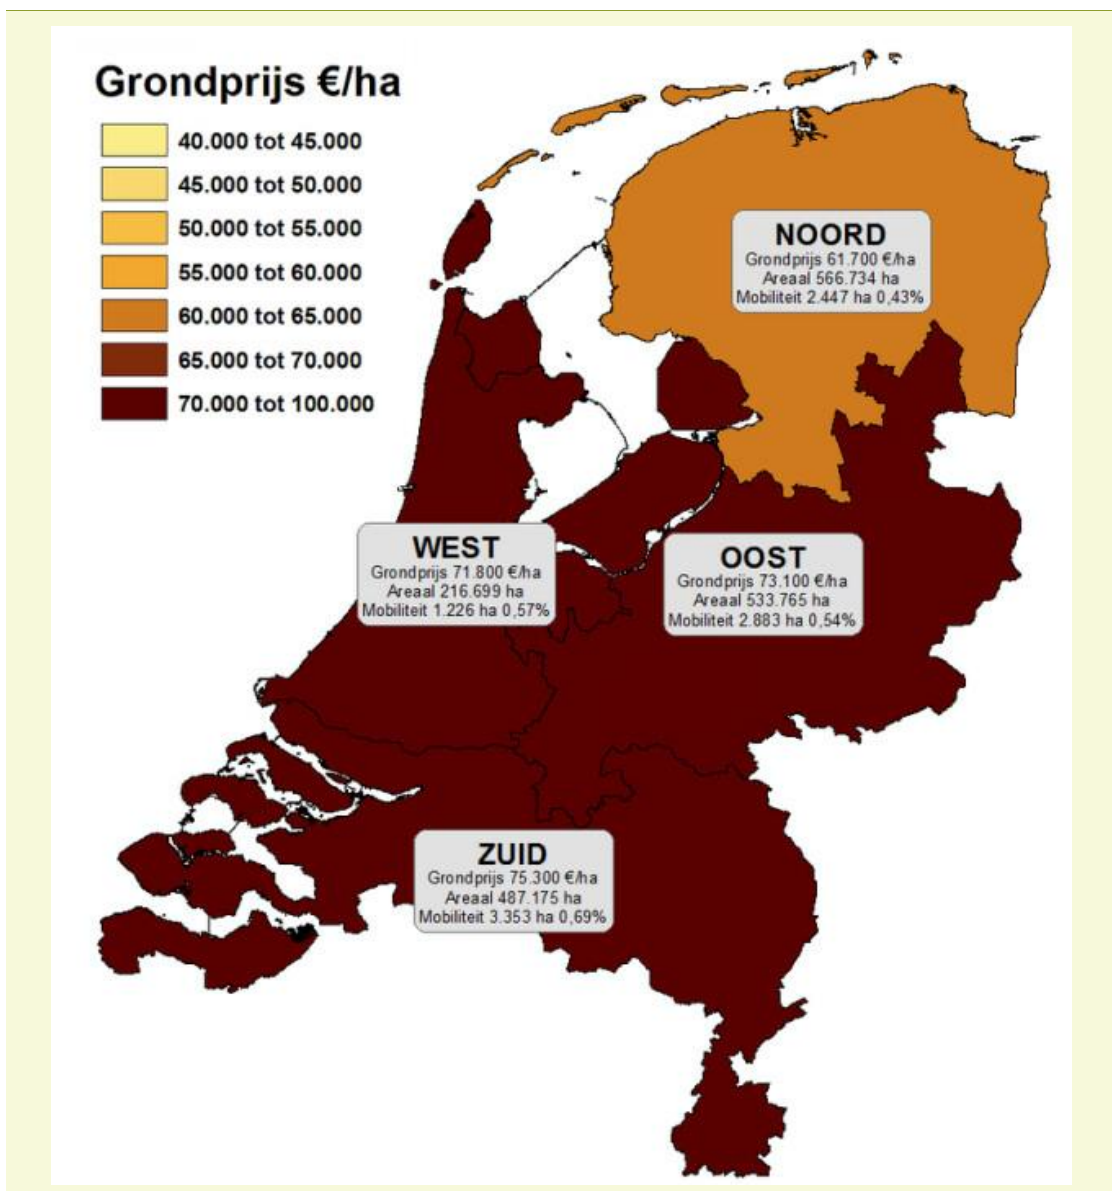 Grondprijs €/ha
40.000 tot 45.000
45.000 tot 50.000
50.000 tot 55.000
55.000 tot 60.000
60.000 tot 65.000
65.000 tot 70.000
70.000 tot 100.000
NOORD
Grondprijs 61.700 €/ha
Areaal 566.734 ha
Mobiliteit 2.447 ha 0,43%
WEST
Grondprijs 71.800 €/ha
Areaal 216.699 ha
Mobiliteit 1.226 ha 0,57%
OOST
Grondprijs 73.100 €/ha
Areaal 533.765 ha
Mobiliteit 2.883 ha 0,54%
ZUID
Grondprijs 75.300 €/ha
Areaal 487.175 ha
Mobiliteit 3.353 ha 0,69%